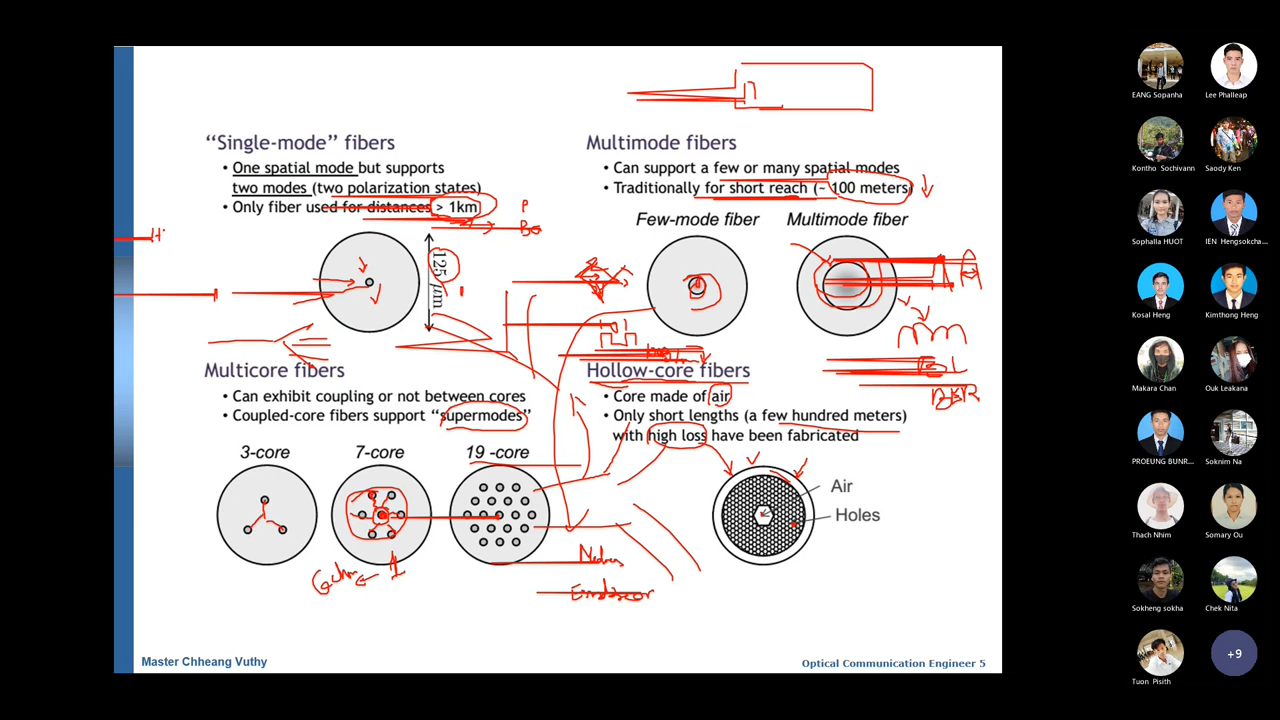 “Single-mode” fibers
• One spatial mode but supports
two modes (two polarization states)
• Only fiber used for distances > 1km
125 μm
Multimode fibers
• Can support a few or many spatial modes
• Traditionally for short reach (~ 100 meters)
Few-mode fiber
Multimode fiber
Multicore fibers
• Can exhibit coupling or not between cores
• Coupled-core fibers support “supermodes”
3-core
7-core
19 -core
Hollow-core fibers
• Core made of air
• Only short lengths (a few hundred meters)
with high loss have been fabricated
Air
Holes
Master Chheang Vuthy
Optical Communication Engineer 5
EANG Sopanha
Lee Phalleap
Kontho Sochivann
Saody Ken
Sophalla HUOT
IEN Hengsokcha...
Kosal Heng
Kimthong Heng
Makara Chan
Ouk Leakana
PROEUNG BUNR...
Soknim Na
Thach Nhim
Somary Ou
Sokheng sokha
Chek Nita
Tuon Pisith
+9